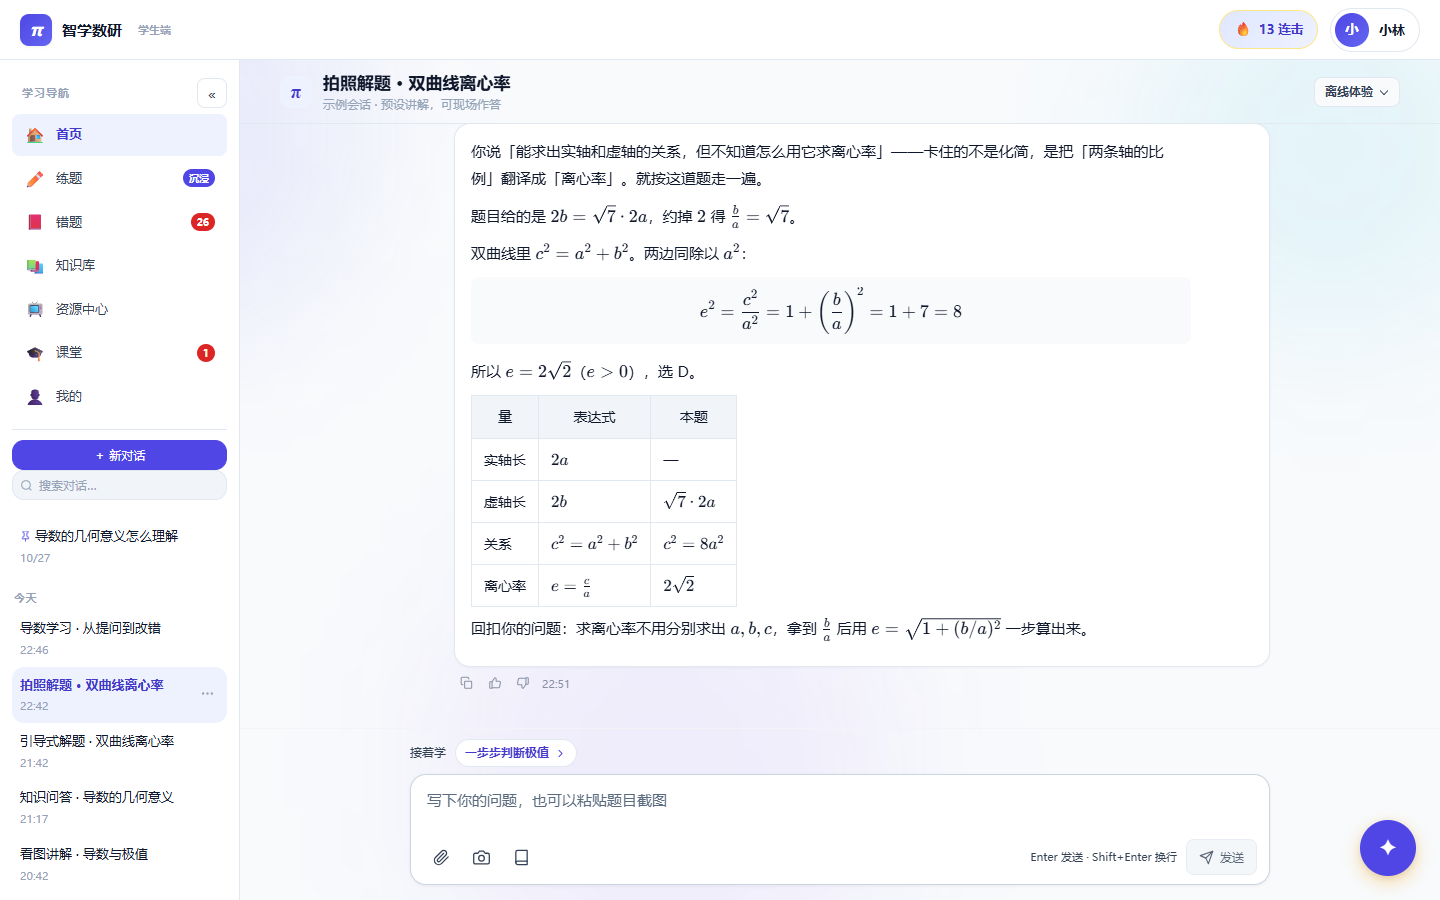 π 智学数研 学生端
13 连击
小 小林
学习导航 «
首页
练题 沉浸
错题 26
知识库
资源中心
课堂 1
我的
+ 新对话
搜索对话...
导数的几何意义怎么理解
10/27
今天
导数学习 · 从提问到改错
22:46
拍照解题 • 双曲线离心率 ...
22:42
引导式解题 · 双曲线离心率
21:42
知识问答 · 导数的几何意义
21:17
看图讲解 · 导数与极值
20:42
π 拍照解题 • 双曲线离心率
示例会话 · 预设讲解，可现场作答
离线体验
你说「能求出实轴和虚轴的关系，但不知道怎么用它求离心率」——卡住的不是化简，是把「两条轴的比
例」翻译成「离心率」。就按这道题走一遍。
题目给的是 2b = √7 · 2a，约掉 2 得 b/a = √7。
双曲线里 c² = a² + b²。两边同除以 a²：
e² = c²/a² = 1 + (b/a)² = 1 + 7 = 8
所以 e = 2√2（e > 0），选 D。
量 表达式 本题
实轴长 2a —
虚轴长 2b √7 · 2a
关系 c² = a² + b² c² = 8a²
离心率 e = c/a 2√2
回扣你的问题：求离心率不用分别求出 a, b, c，拿到 b/a 后用 e = √(1 + (b/a)²) 一步算出来。
22:51
接着学 一步步判断极值 ›
写下你的问题，也可以粘贴题目截图
Enter 发送 · Shift+Enter 换行 发送